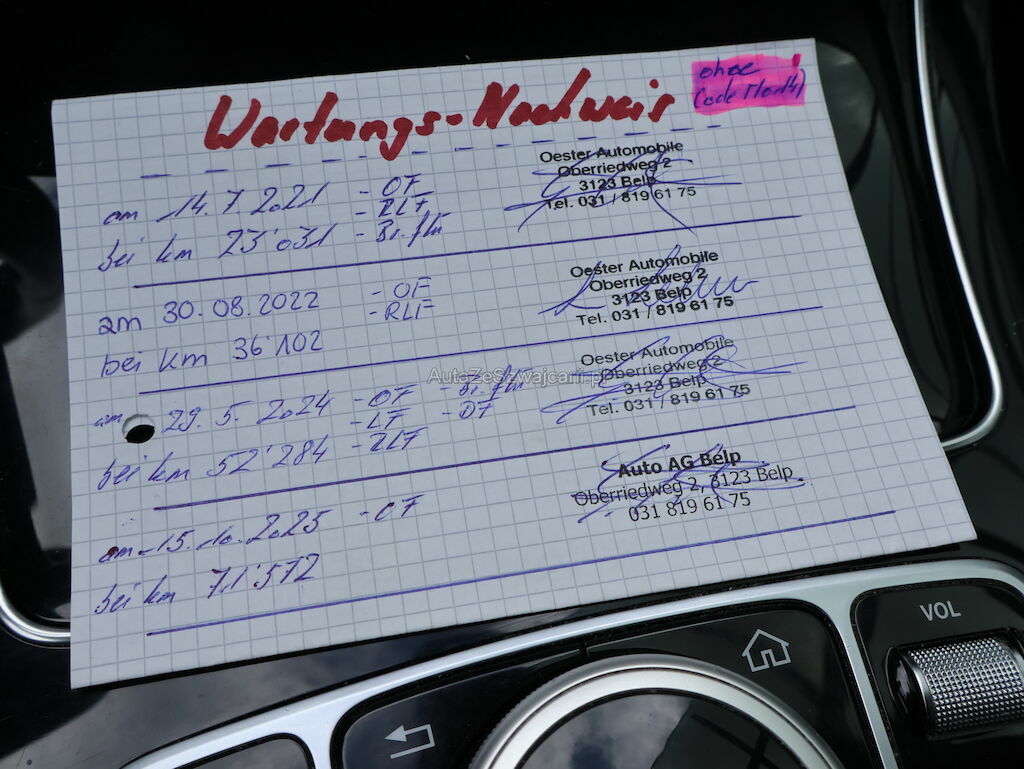 Wartungs-Nachweis
ohne
Code
Oester Automobile
Oberriedweg 2
3123 Belp
Tel. 031 / 819 61 75
am 14.7.2021 - OF
- RLF
bei km 23'031 - Br.flü
Oester Automobile
Oberriedweg 2
3123 Belp
Tel. 031 / 819 61 75
am 30.08.2022 - OF
- RLF
bei km 36'102
AutaZeSzwajcarii.pl
Oester Automobile
Oberriedweg 2
3123 Belp
Tel. 031 / 819 61 75
am 29.5.2024 - OF - Br.flü
- LF - DF
bei km 52'284 - RLF
Auto AG Belp
Oberriedweg 2, 3123 Belp
031 819 61 75
am 15.10.2025 - OF
bei km 71'572
VOL